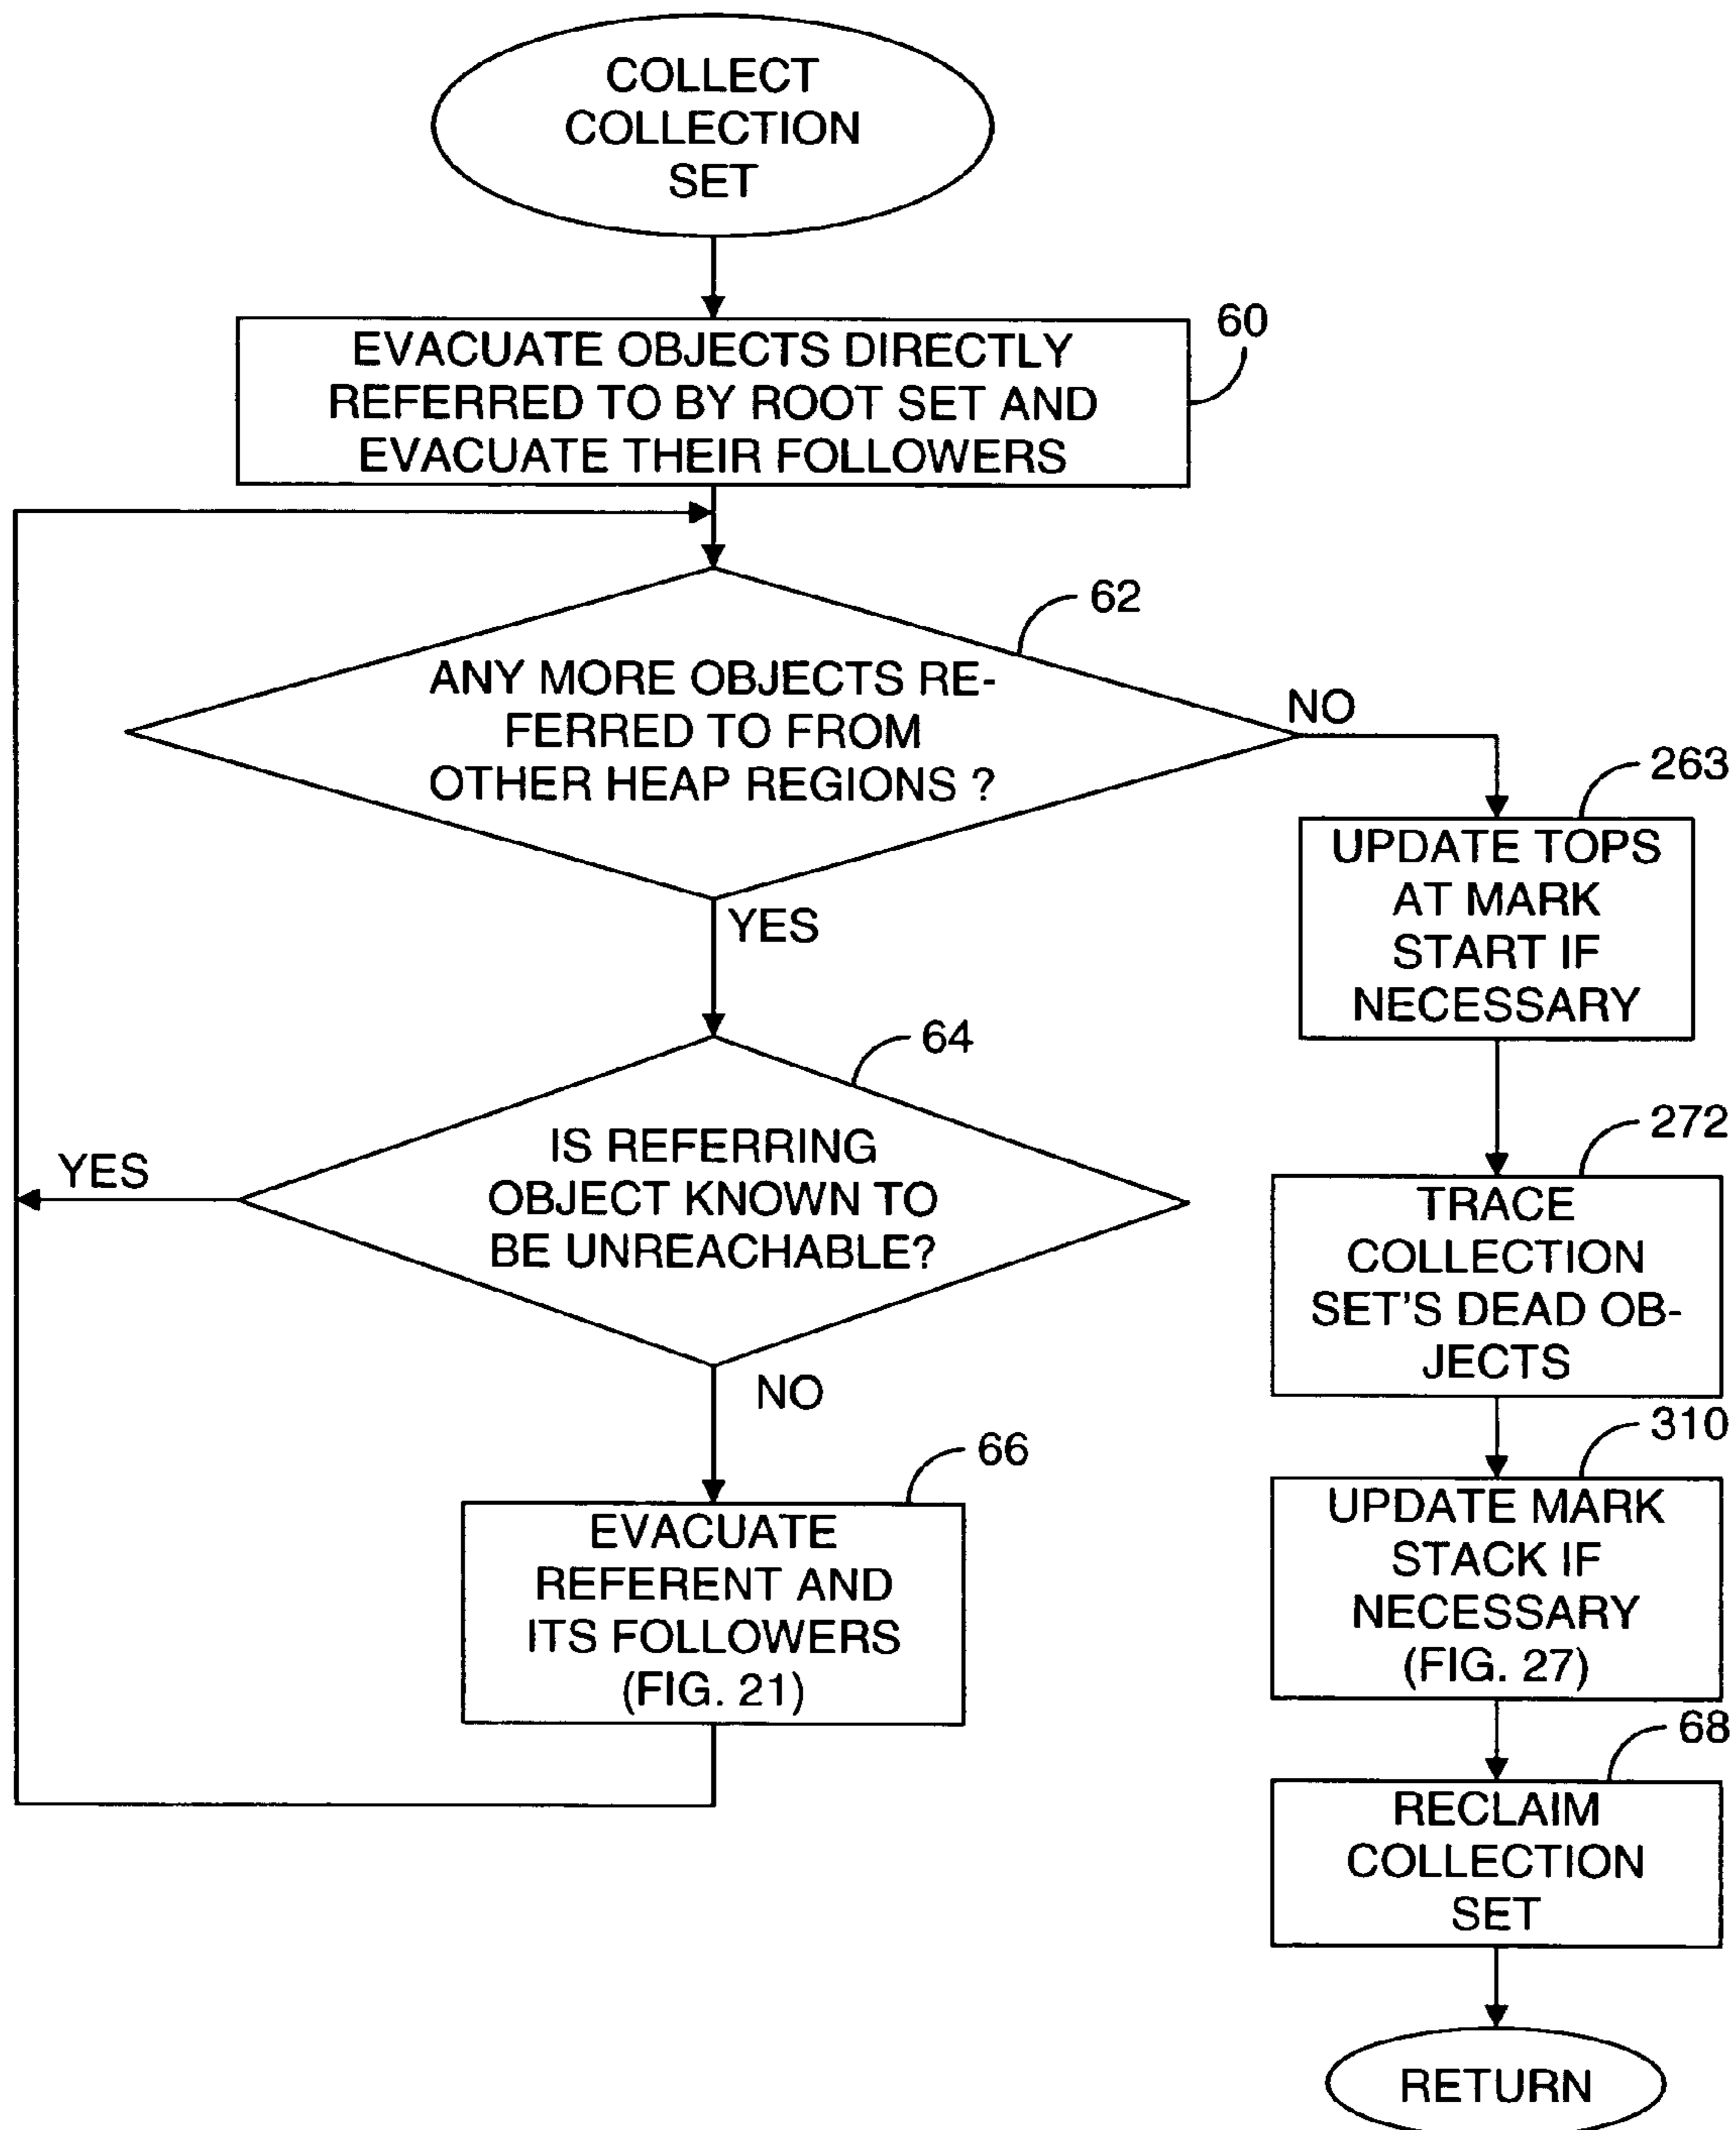 COLLECT
COLLECTION
SET
EVACUATE OBJECTS DIRECTLY
REFERRED TO BY ROOT SET AND
EVACUATE THEIR FOLLOWERS
60
ANY MORE OBJECTS RE-
FERRED TO FROM
OTHER HEAP REGIONS ?
62
NO
YES
IS REFERRING
OBJECT KNOWN TO
BE UNREACHABLE?
64
YES
NO
EVACUATE
REFERENT AND
ITS FOLLOWERS
(FIG. 21)
66
UPDATE TOPS
AT MARK
START IF
NECESSARY
263
TRACE
COLLECTION
SET'S DEAD OB-
JECTS
272
UPDATE MARK
STACK IF
NECESSARY
(FIG. 27)
310
RECLAIM
COLLECTION
SET
68
RETURN